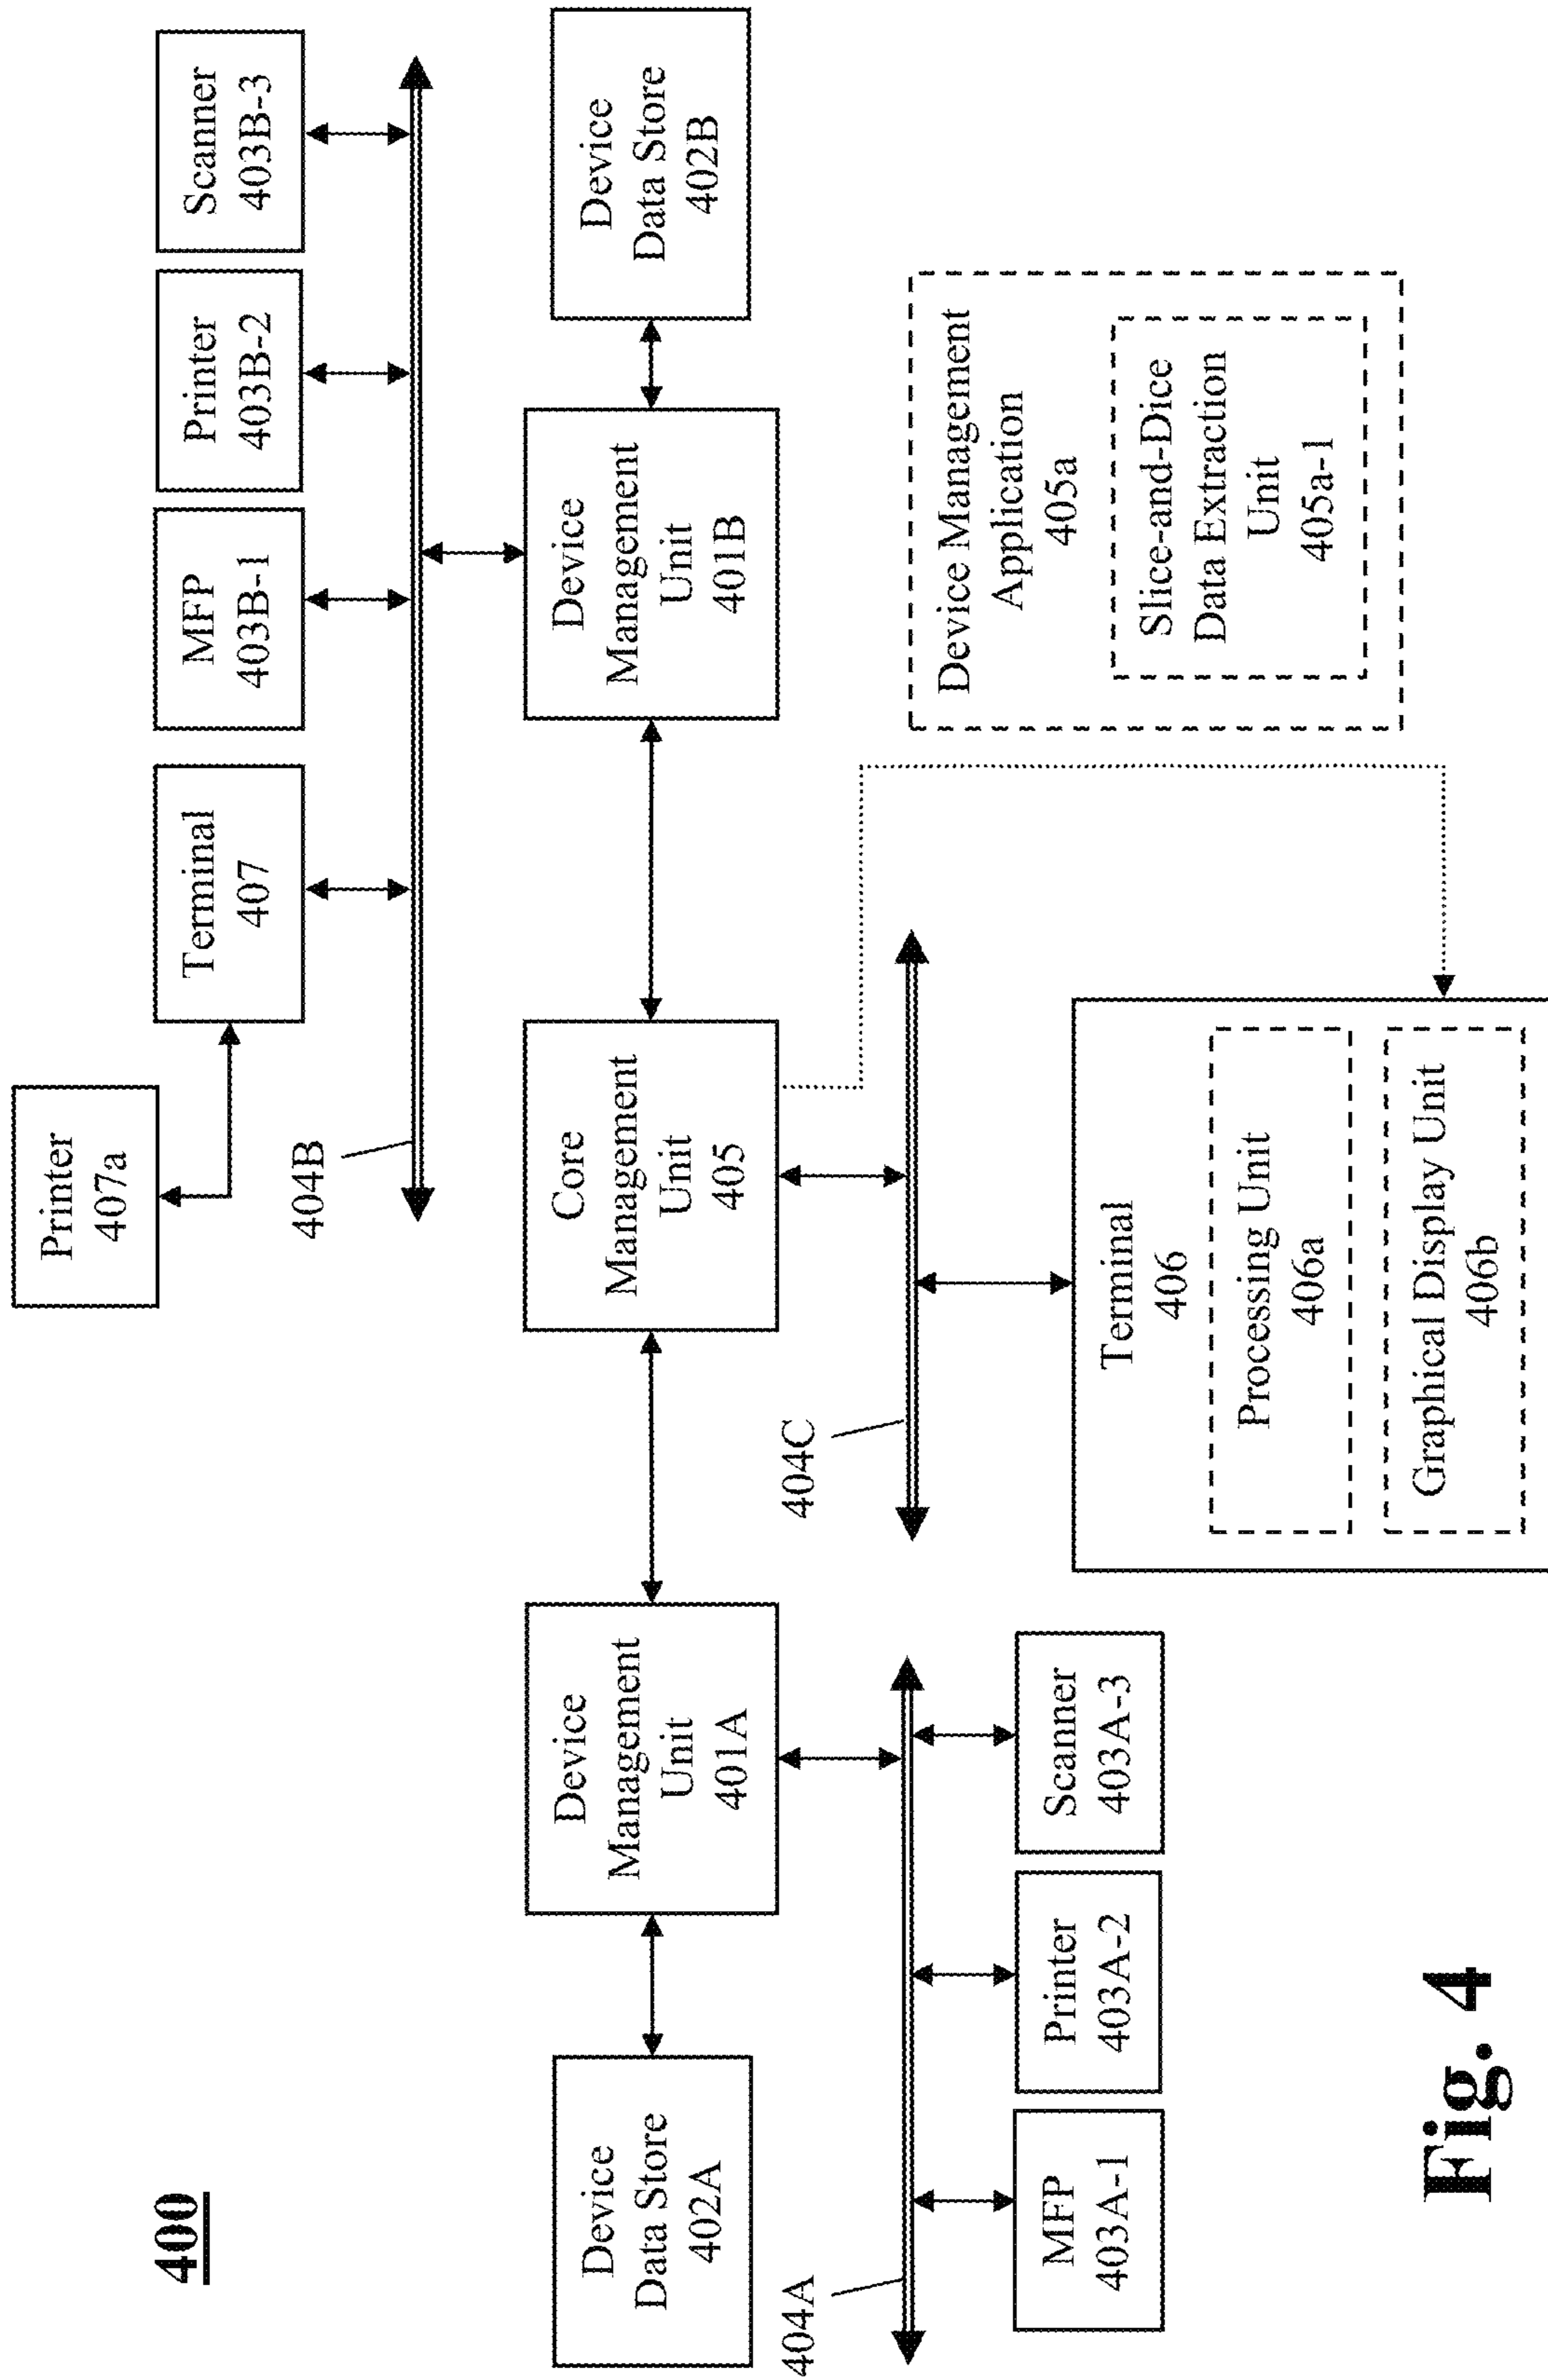 400
Printer
407a
Terminal
407
MFP
403B-1
Printer
403B-2
Scanner
403B-3
404B
Device
Data Store
402A
Device
Management
Unit
401A
Core
Management
Unit
405
Device
Management
Unit
401B
Device
Data Store
402B
404A
404C
MFP
403A-1
Printer
403A-2
Scanner
403A-3
Terminal
406
Processing Unit
406a
Graphical Display Unit
406b
Device Management
Application
405a
Slice-and-Dice
Data Extraction
Unit
405a-1
Fig. 4